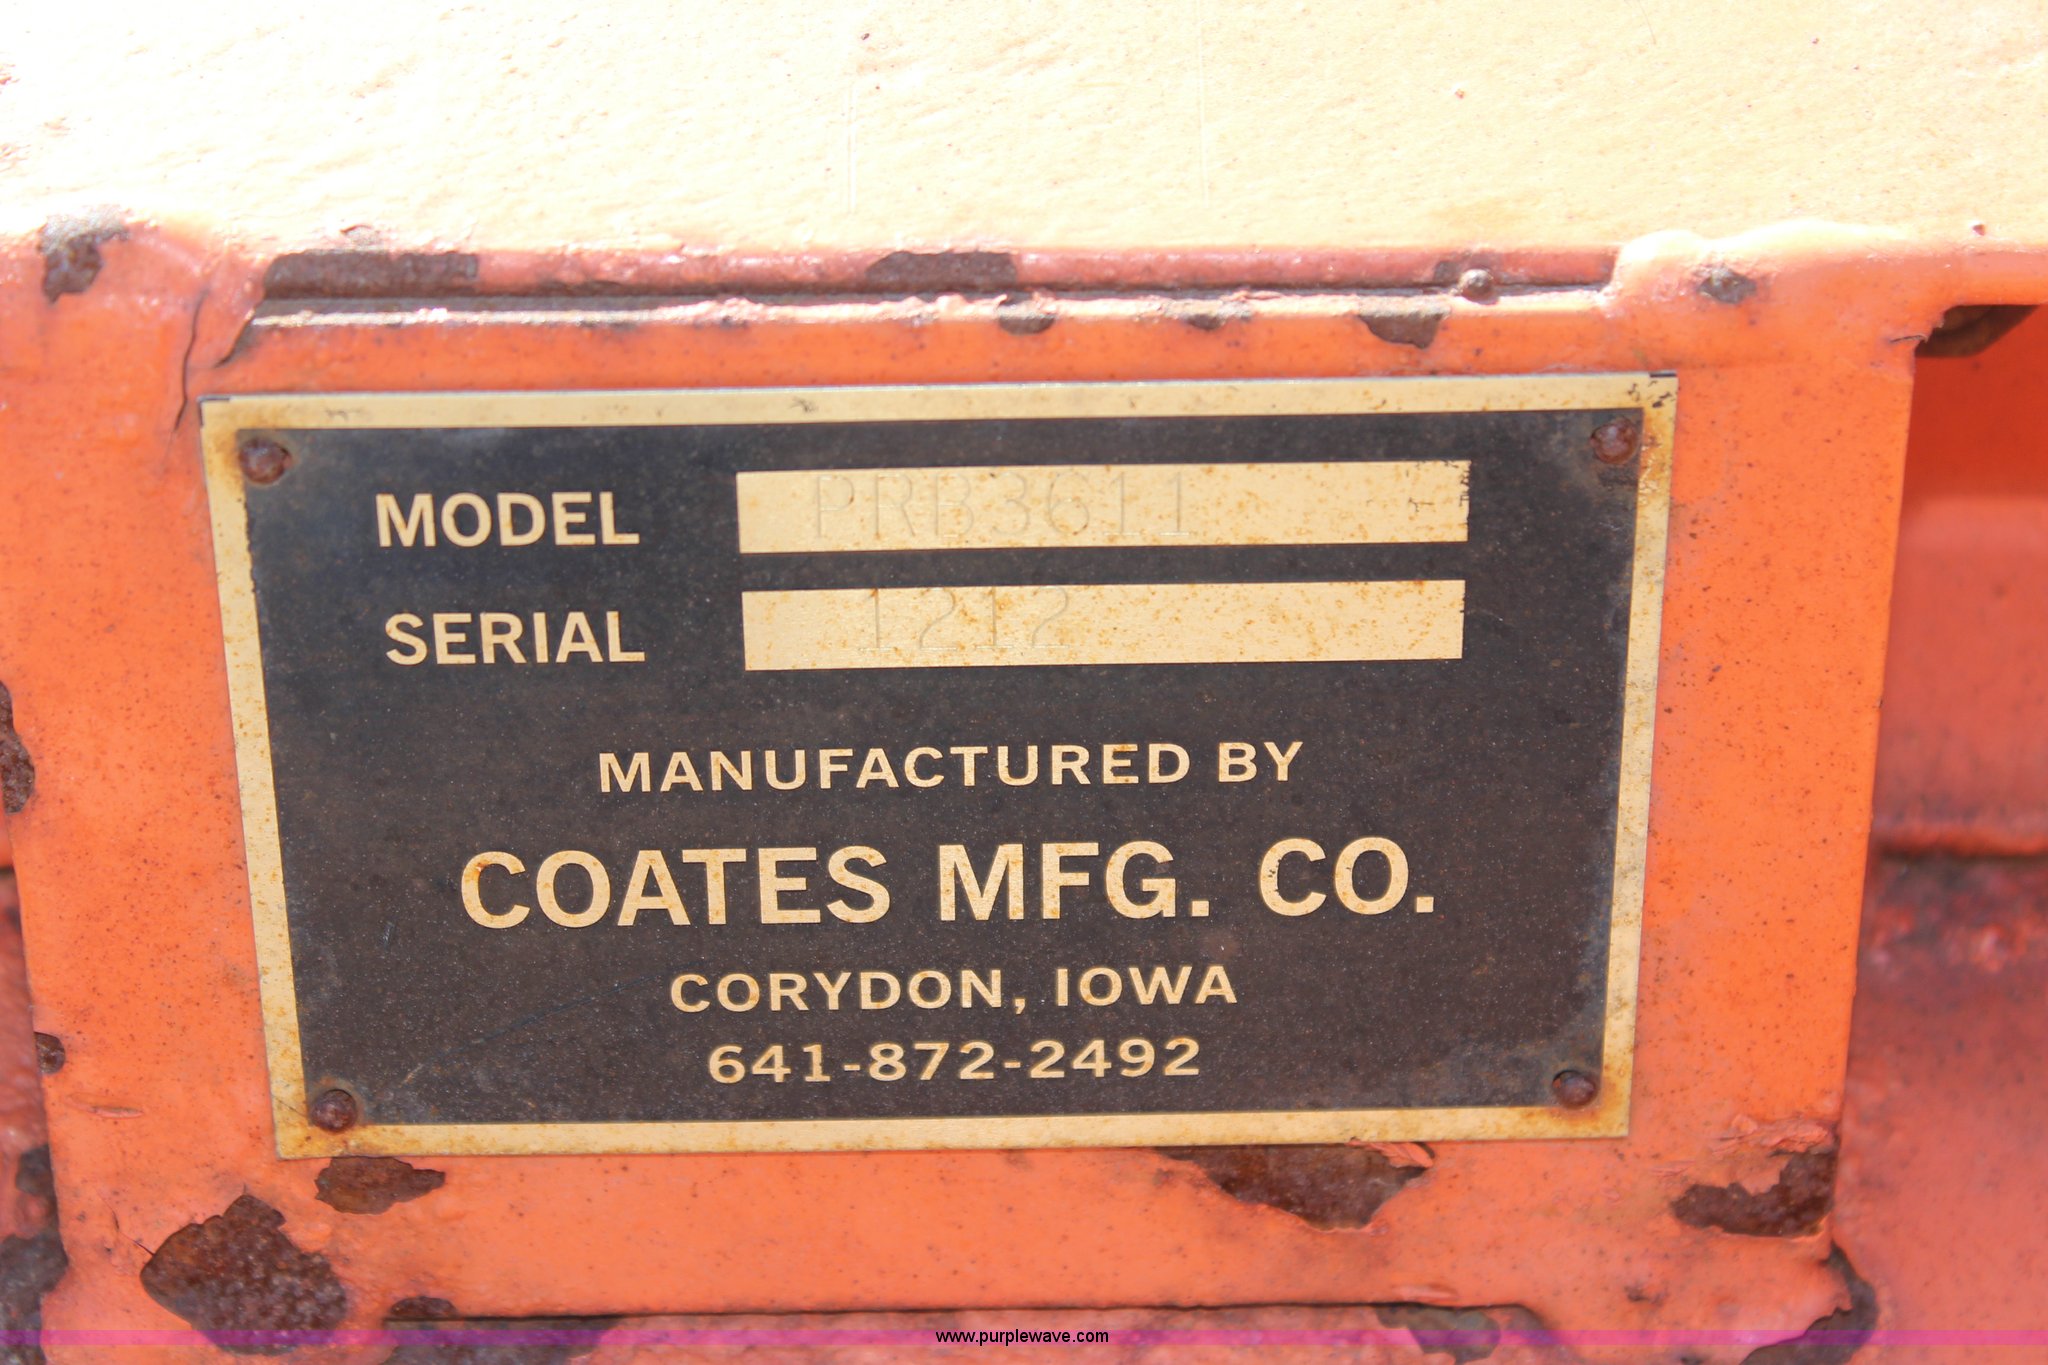 MODEL PRB3611
SERIAL 1212
MANUFACTURED BY
COATES MFG. CO.
CORYDON, IOWA
641-872-2492
www.purplewave.com